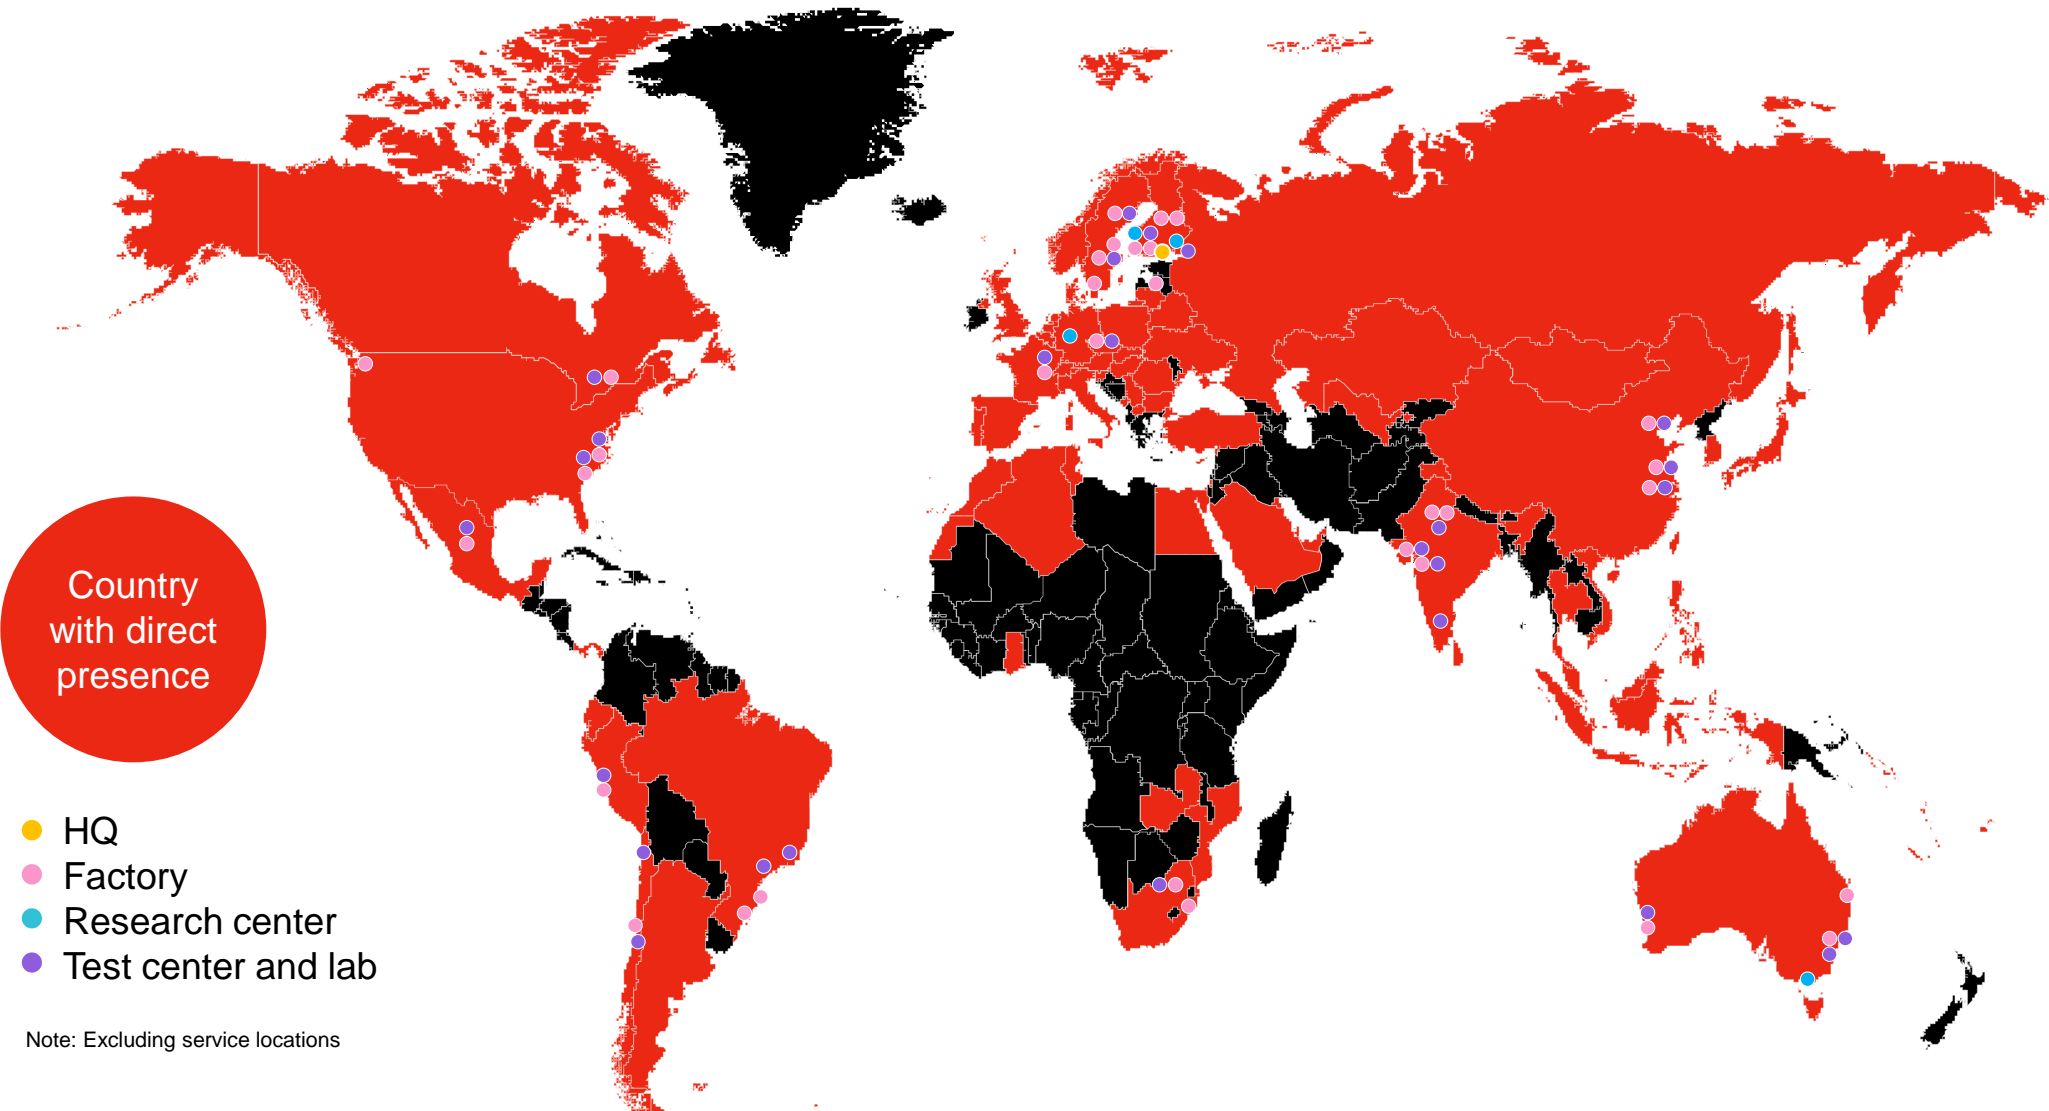 Country
with direct
presence
HQ
Factory
Research center
Test center and lab
Note: Excluding service locations